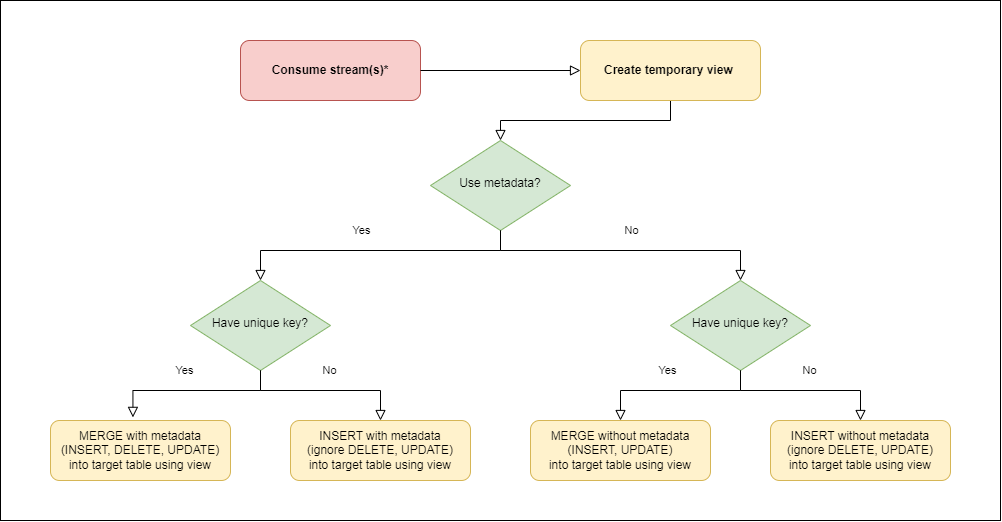 Consume stream(s)*
Create temporary view
Use metadata?
Yes
No
Have unique key?
Have unique key?
Yes
No
Yes
No
MERGE with metadata
(INSERT, DELETE, UPDATE)
into target table using view
INSERT with metadata
(ignore DELETE, UPDATE)
into target table using view
MERGE without metadata
(INSERT, UPDATE)
into target table using view
INSERT without metadata
(ignore DELETE, UPDATE)
into target table using view